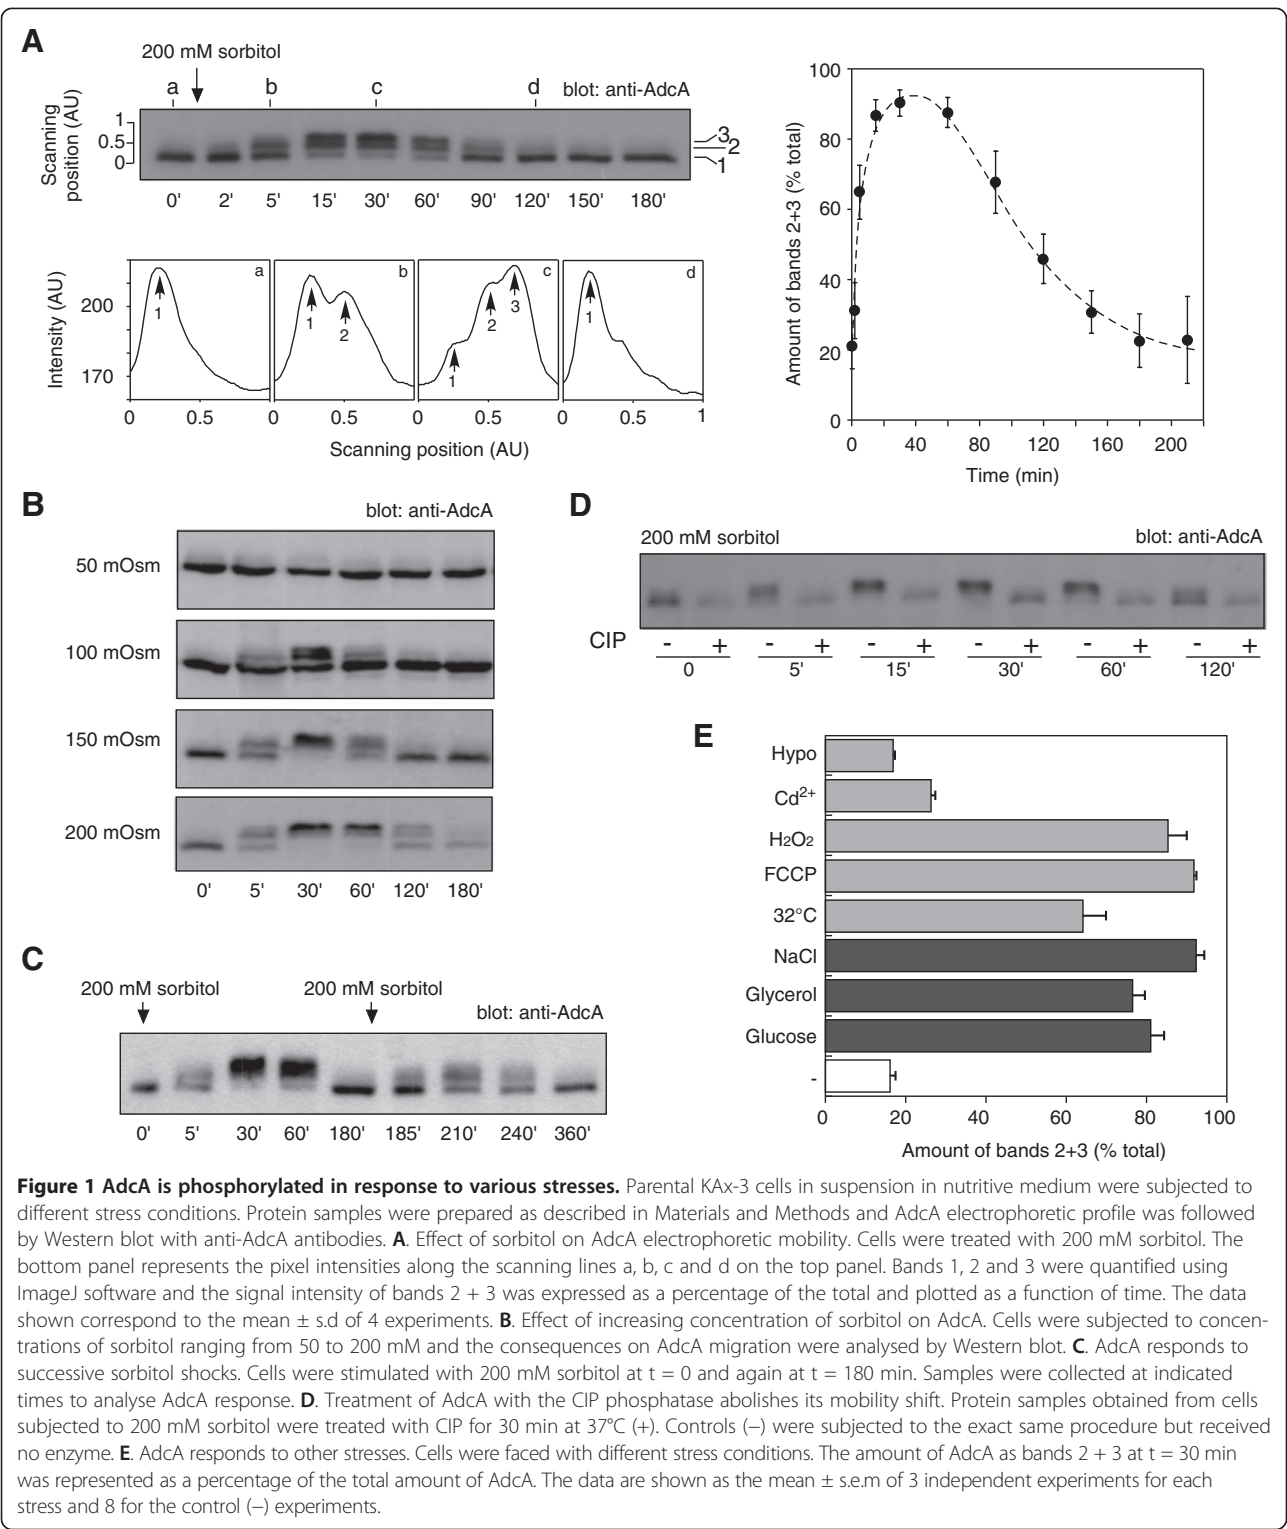 A
200 mM sorbitol
a b c d blot: anti-AdcA
Scanning
position (AU)
1
0.5
0
3
2
1
0' 2' 5' 15' 30' 60' 90' 120' 150' 180'
Intensity (AU)
200
170
a
1
b
1
2
c
1
2
3
d
1
0 0.5 0 0.5 0 0.5 0 0.5 1
Scanning position (AU)
Amount of bands 2+3 (% total)
100
80
60
40
20
0
0 40 80 120 160 200
Time (min)
B
blot: anti-AdcA
50 mOsm
100 mOsm
150 mOsm
200 mOsm
0' 5' 30' 60' 120' 180'
C
200 mM sorbitol 200 mM sorbitol
blot: anti-AdcA
0' 5' 30' 60' 180' 185' 210' 240' 360'
D
200 mM sorbitol blot: anti-AdcA
CIP - + - + - + - + - + - +
0 5' 15' 30' 60' 120'
E
Hypo
Cd2+
H2O2
FCCP
32°C
NaCl
Glycerol
Glucose
-
0 20 40 60 80 100
Amount of bands 2+3 (% total)
Figure 1 AdcA is phosphorylated in response to various stresses. Parental KAx-3 cells in suspension in nutritive medium were subjected to
different stress conditions. Protein samples were prepared as described in Materials and Methods and AdcA electrophoretic profile was followed
by Western blot with anti-AdcA antibodies. A. Effect of sorbitol on AdcA electrophoretic mobility. Cells were treated with 200 mM sorbitol. The
bottom panel represents the pixel intensities along the scanning lines a, b, c and d on the top panel. Bands 1, 2 and 3 were quantified using
ImageJ software and the signal intensity of bands 2 + 3 was expressed as a percentage of the total and plotted as a function of time. The data
shown correspond to the mean ± s.d of 4 experiments. B. Effect of increasing concentration of sorbitol on AdcA. Cells were subjected to concen-
trations of sorbitol ranging from 50 to 200 mM and the consequences on AdcA migration were analysed by Western blot. C. AdcA responds to
successive sorbitol shocks. Cells were stimulated with 200 mM sorbitol at t = 0 and again at t = 180 min. Samples were collected at indicated
times to analyse AdcA response. D. Treatment of AdcA with the CIP phosphatase abolishes its mobility shift. Protein samples obtained from cells
subjected to 200 mM sorbitol were treated with CIP for 30 min at 37°C (+). Controls (−) were subjected to the exact same procedure but received
no enzyme. E. AdcA responds to other stresses. Cells were faced with different stress conditions. The amount of AdcA as bands 2 + 3 at t = 30 min
was represented as a percentage of the total amount of AdcA. The data are shown as the mean ± s.e.m of 3 independent experiments for each
stress and 8 for the control (−) experiments.